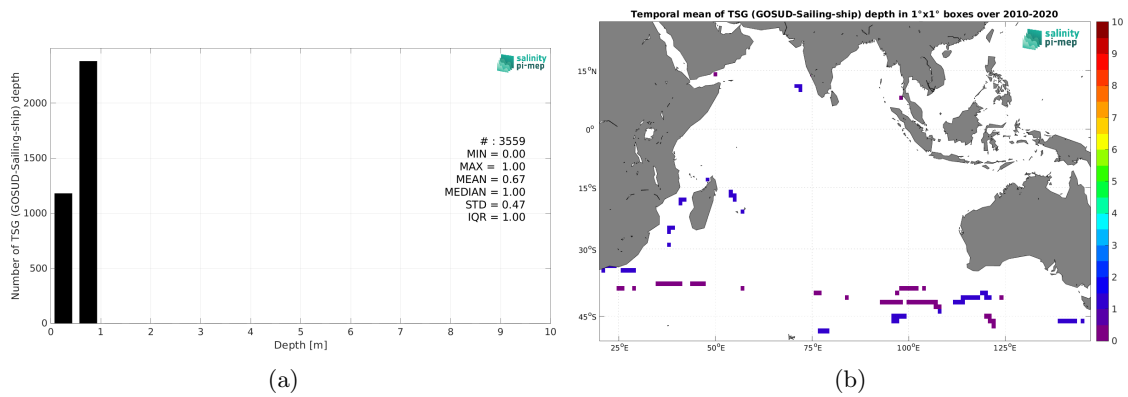 salinity
pi-mep
Number of TSG (GOSUD-Sailing-ship) depth
2000
1500
1000
500
0
# : 3559
MIN = 0.00
MAX = 1.00
MEAN = 0.67
MEDIAN = 1.00
STD = 0.47
IQR = 1.00
0 1 2 3 4 5 6 7 8 9 10
Depth [m]
(a)
Temporal mean of TSG (GOSUD-Sailing-ship) depth in 1°x1° boxes over 2010-2020
salinity
pi-mep
15°N
0°
15°S
30°S
45°S
25°E 50°E 75°E 100°E 125°E
10
9
8
7
6
5
4
3
2
1
0
(b)